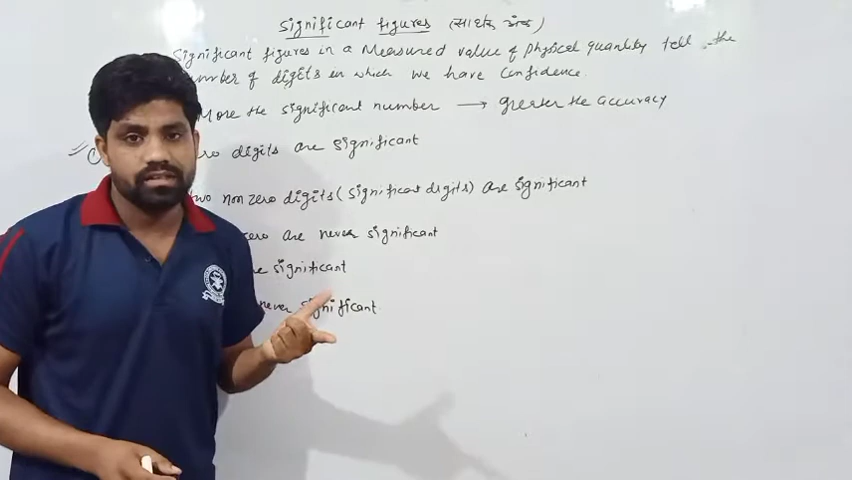 Significant figures (सार्थक अंक)
Significant figures in a Measured value of physical quantity tell the
number of digits in which we have Confidence.
More the significant number → greater the accuracy
zero digits are significant
two non zero digits (significant digits) are significant
zero are never significant
are significant
never significant